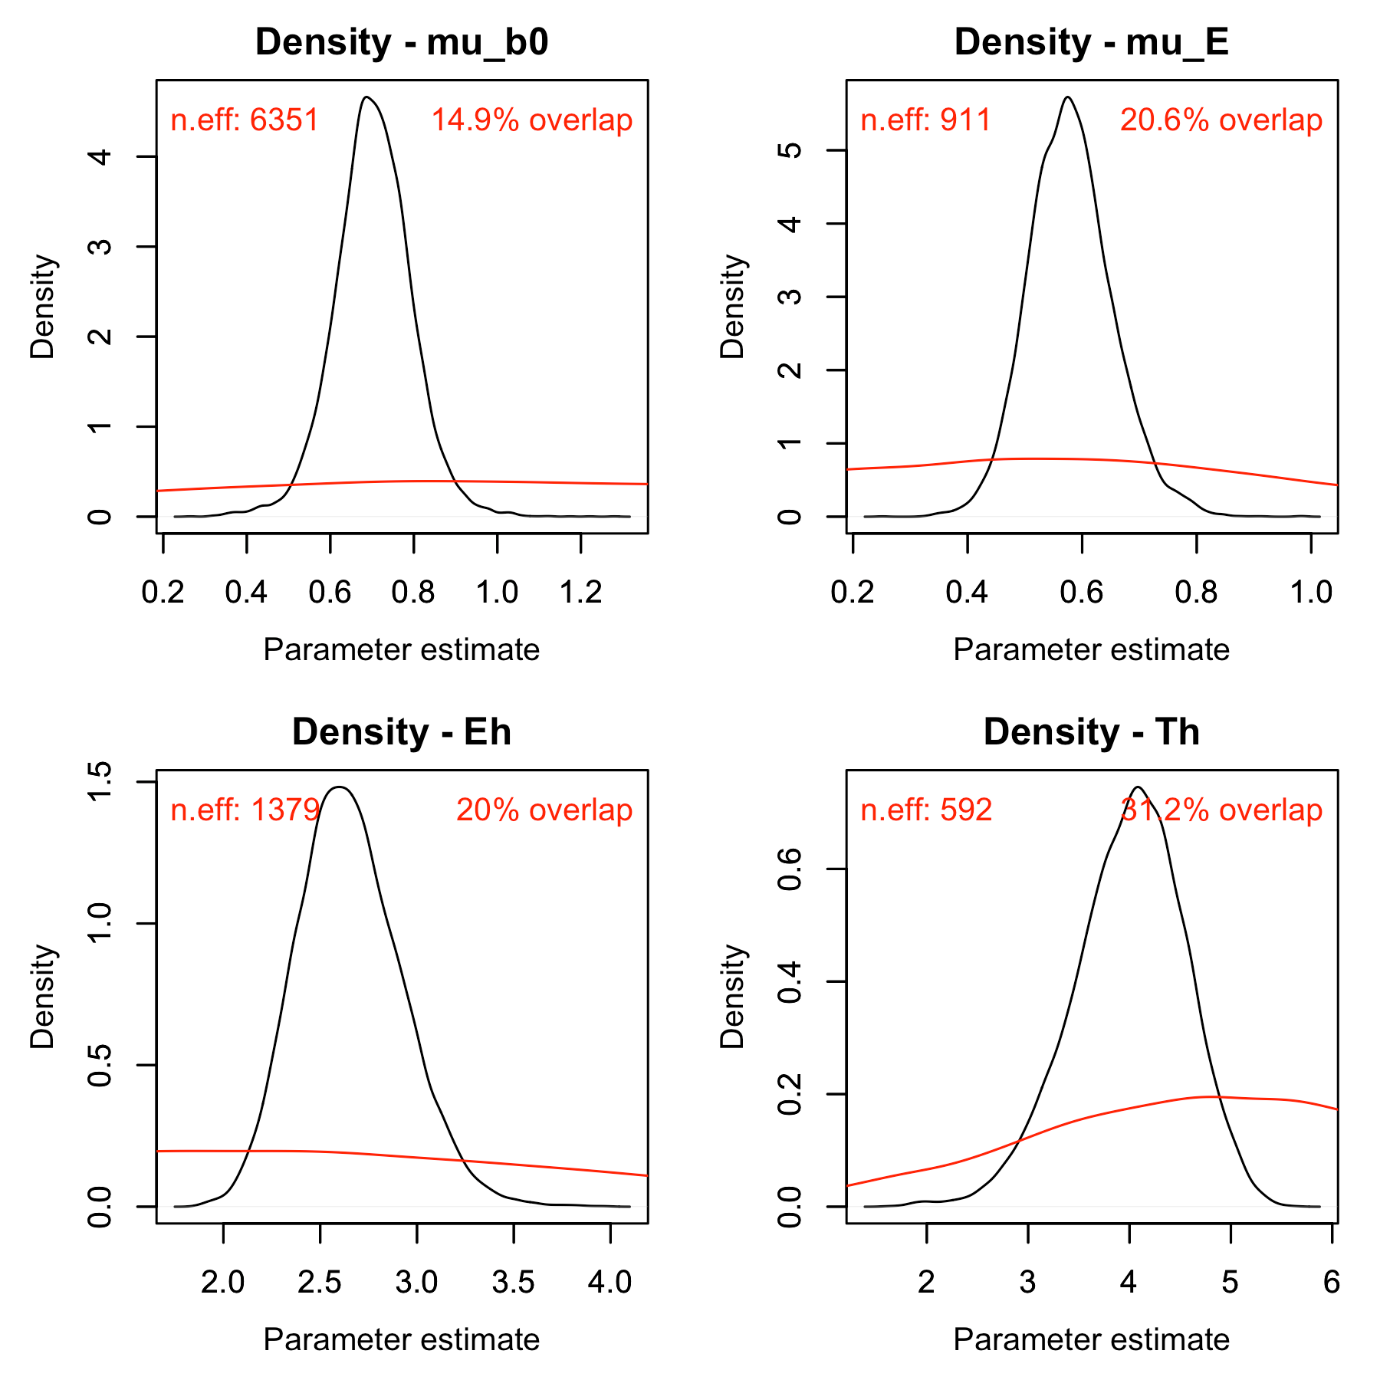 Density - mu_b0
n.eff: 6351
14.9% overlap
Density
0
1
2
3
4
0.2 0.4 0.6 0.8 1.0 1.2
Parameter estimate
Density - mu_E
n.eff: 911
20.6% overlap
Density
0
1
2
3
4
5
0.2 0.4 0.6 0.8 1.0
Parameter estimate
Density - Eh
n.eff: 1379
20% overlap
Density
0.0
0.5
1.0
1.5
2.0 2.5 3.0 3.5 4.0
Parameter estimate
Density - Th
n.eff: 592
31.2% overlap
Density
0.0
0.2
0.4
0.6
2 3 4 5 6
Parameter estimate